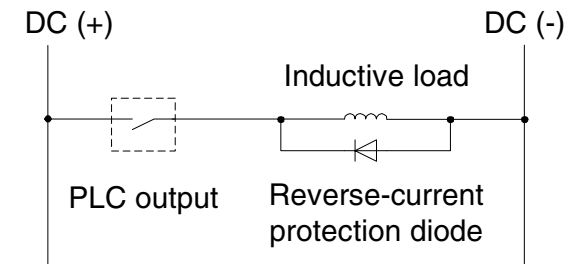 DC (+)
DC (-)
Inductive load
PLC output
Reverse-current
protection diode